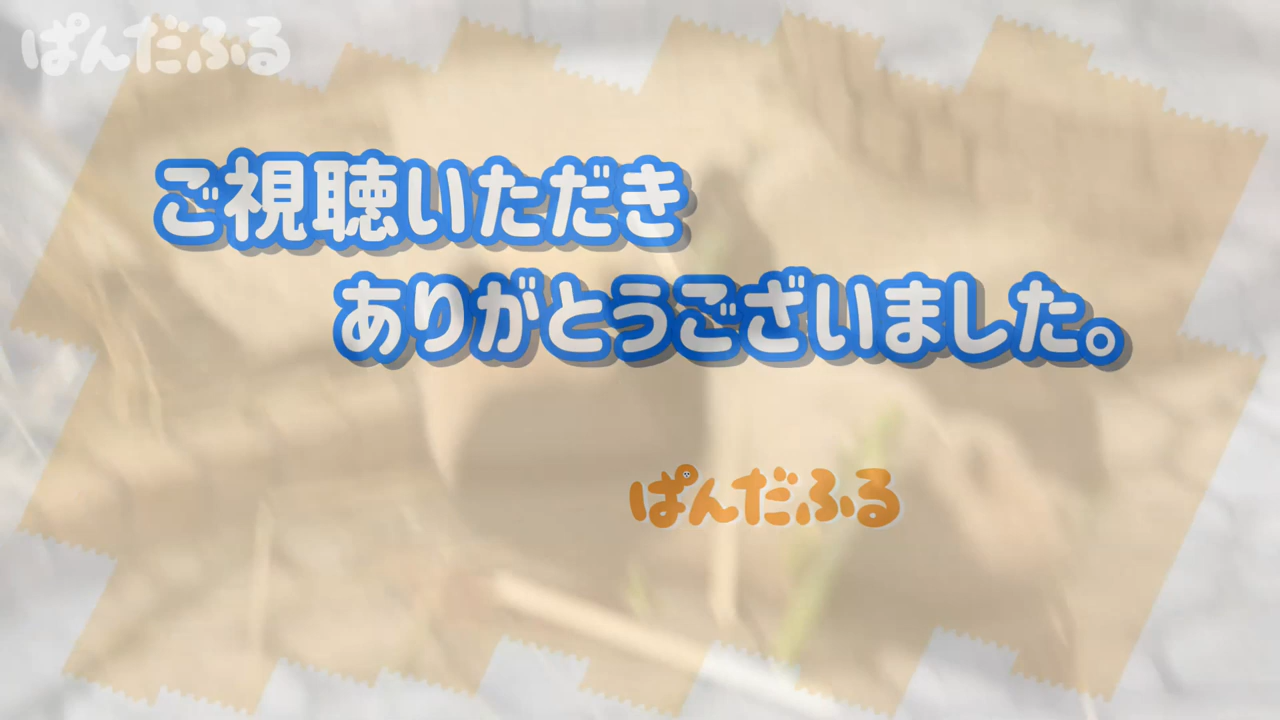 ぱんだふる
ご視聴いただき
ありがとうございました。
ぱんだふる